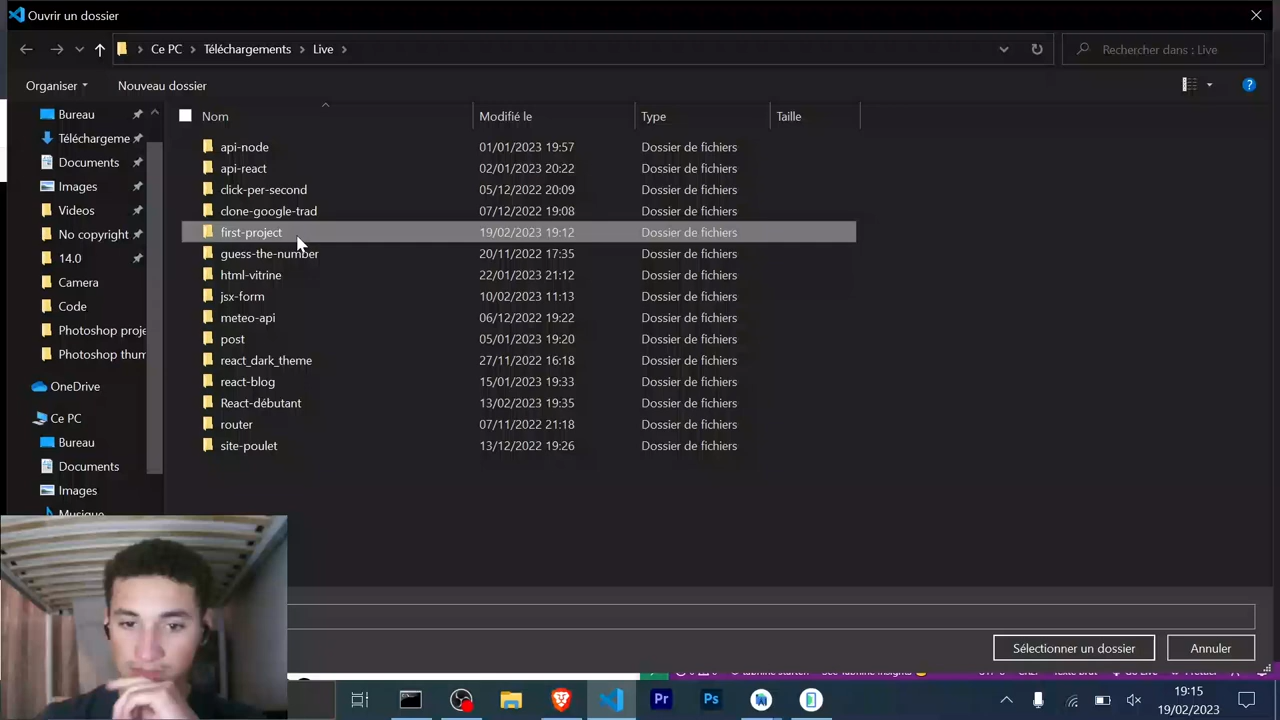 Ouvrir un dossier
Ce PC Téléchargements Live
Rechercher dans : Live
Organiser Nouveau dossier
Nom Modifié le Type Taille
Bureau
Téléchargeme
Documents
Images
Videos
No copyright
14.0
Camera
Code
Photoshop proje
Photoshop thum
OneDrive
Ce PC
Bureau
Documents
Images
Musique
api-node 01/01/2023 19:57 Dossier de fichiers
api-react 02/01/2023 20:22 Dossier de fichiers
click-per-second 05/12/2022 20:09 Dossier de fichiers
clone-google-trad 07/12/2022 19:08 Dossier de fichiers
first-project 19/02/2023 19:12 Dossier de fichiers
guess-the-number 20/11/2022 17:35 Dossier de fichiers
html-vitrine 22/01/2023 21:12 Dossier de fichiers
jsx-form 10/02/2023 11:13 Dossier de fichiers
meteo-api 06/12/2022 19:22 Dossier de fichiers
post 05/01/2023 19:20 Dossier de fichiers
react_dark_theme 27/11/2022 16:18 Dossier de fichiers
react-blog 15/01/2023 19:33 Dossier de fichiers
React-débutant 13/02/2023 19:35 Dossier de fichiers
router 07/11/2022 21:18 Dossier de fichiers
site-poulet 13/12/2022 19:26 Dossier de fichiers
Sélectionner un dossier Annuler
Pr Ps
19:15
19/02/2023